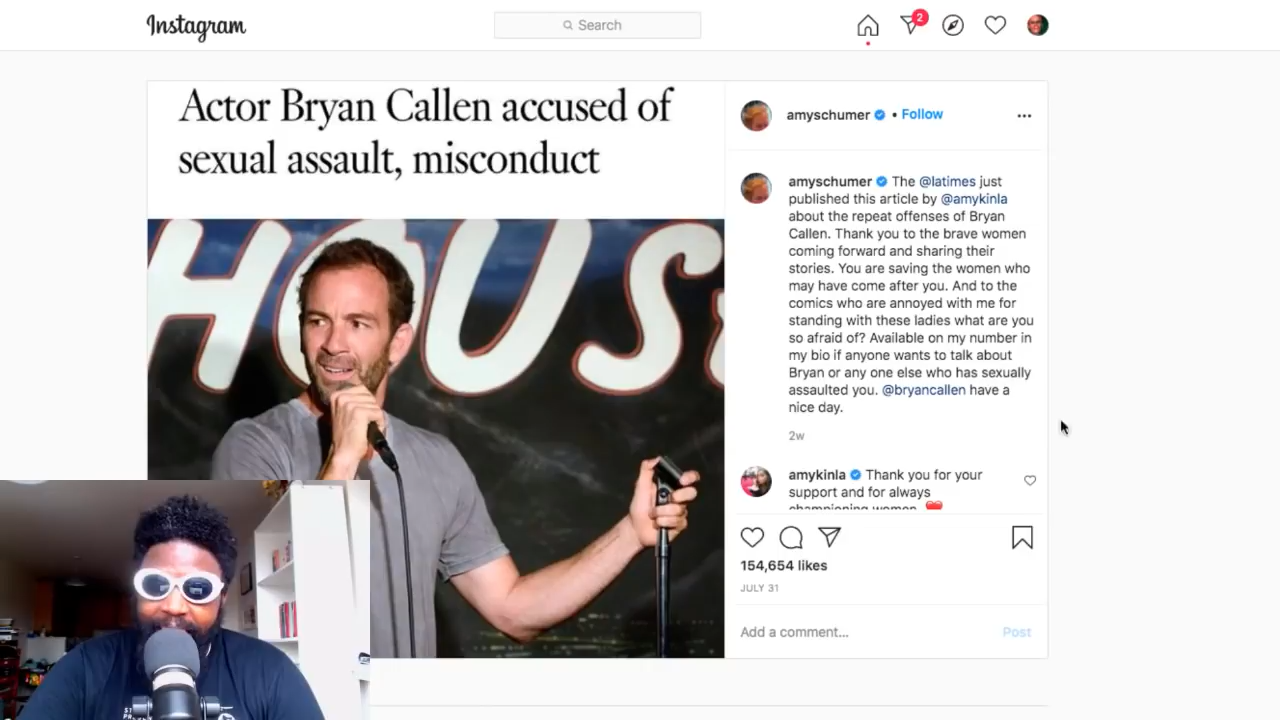 Instagram
Search
2
Actor Bryan Callen accused of
sexual assault, misconduct
HOUS
amyschumer • Follow
amyschumer The @latimes just
published this article by @amykinla
about the repeat offenses of Bryan
Callen. Thank you to the brave women
coming forward and sharing their
stories. You are saving the women who
may have come after you. And to the
comics who are annoyed with me for
standing with these ladies what are you
so afraid of? Available on my number in
my bio if anyone wants to talk about
Bryan or any one else who has sexually
assaulted you. @bryancallen have a
nice day.
2w
amykinla Thank you for your
support and for always
championing women.
154,654 likes
JULY 31
Add a comment...
Post